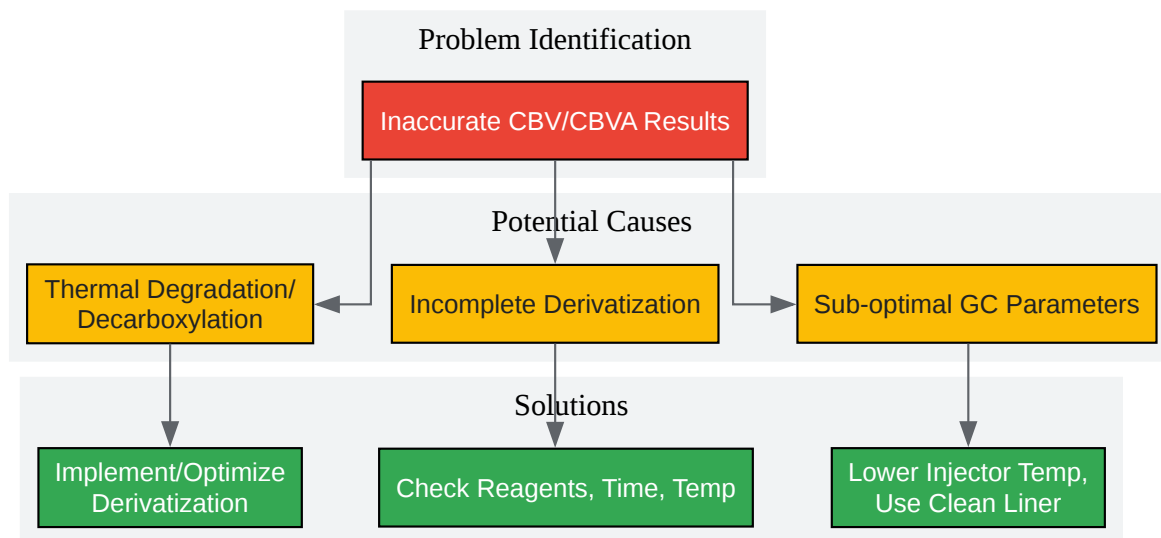 Problem Identification
Inaccurate CBV/CBVA Results
Potential Causes
Thermal Degradation/
Decarboxylation
Incomplete Derivatization
Sub-optimal GC Parameters
Solutions
Implement/Optimize
Derivatization
Check Reagents, Time, Temp
Lower Injector Temp,
Use Clean Liner